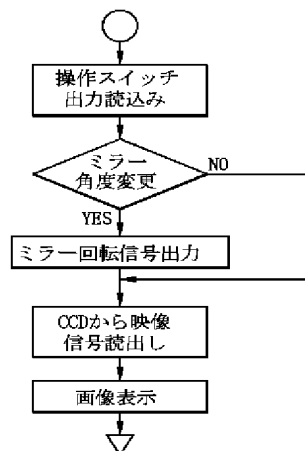 操作スイッチ
出力読込み
ミラー
角度変更
NO
YES
ミラー回転信号出力
CCDから映像
信号読出し
画像表示